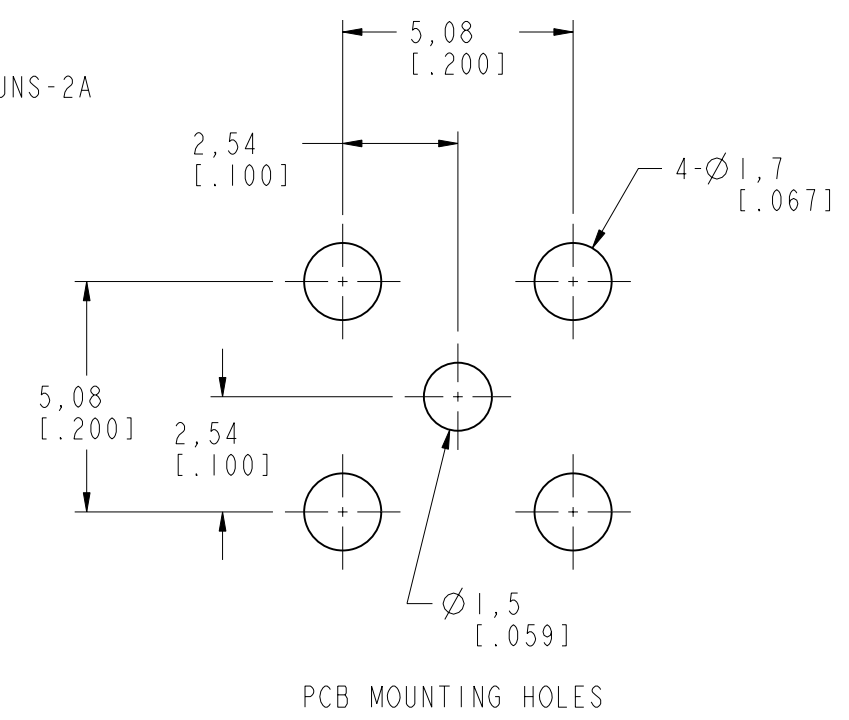 5,08
[.200]
UNS-2A
2,54
[.100]
4-Ø1,7
[.067]
5,08
[.200]
2,54
[.100]
Ø1,5
[.059]
PCB MOUNTING HOLES